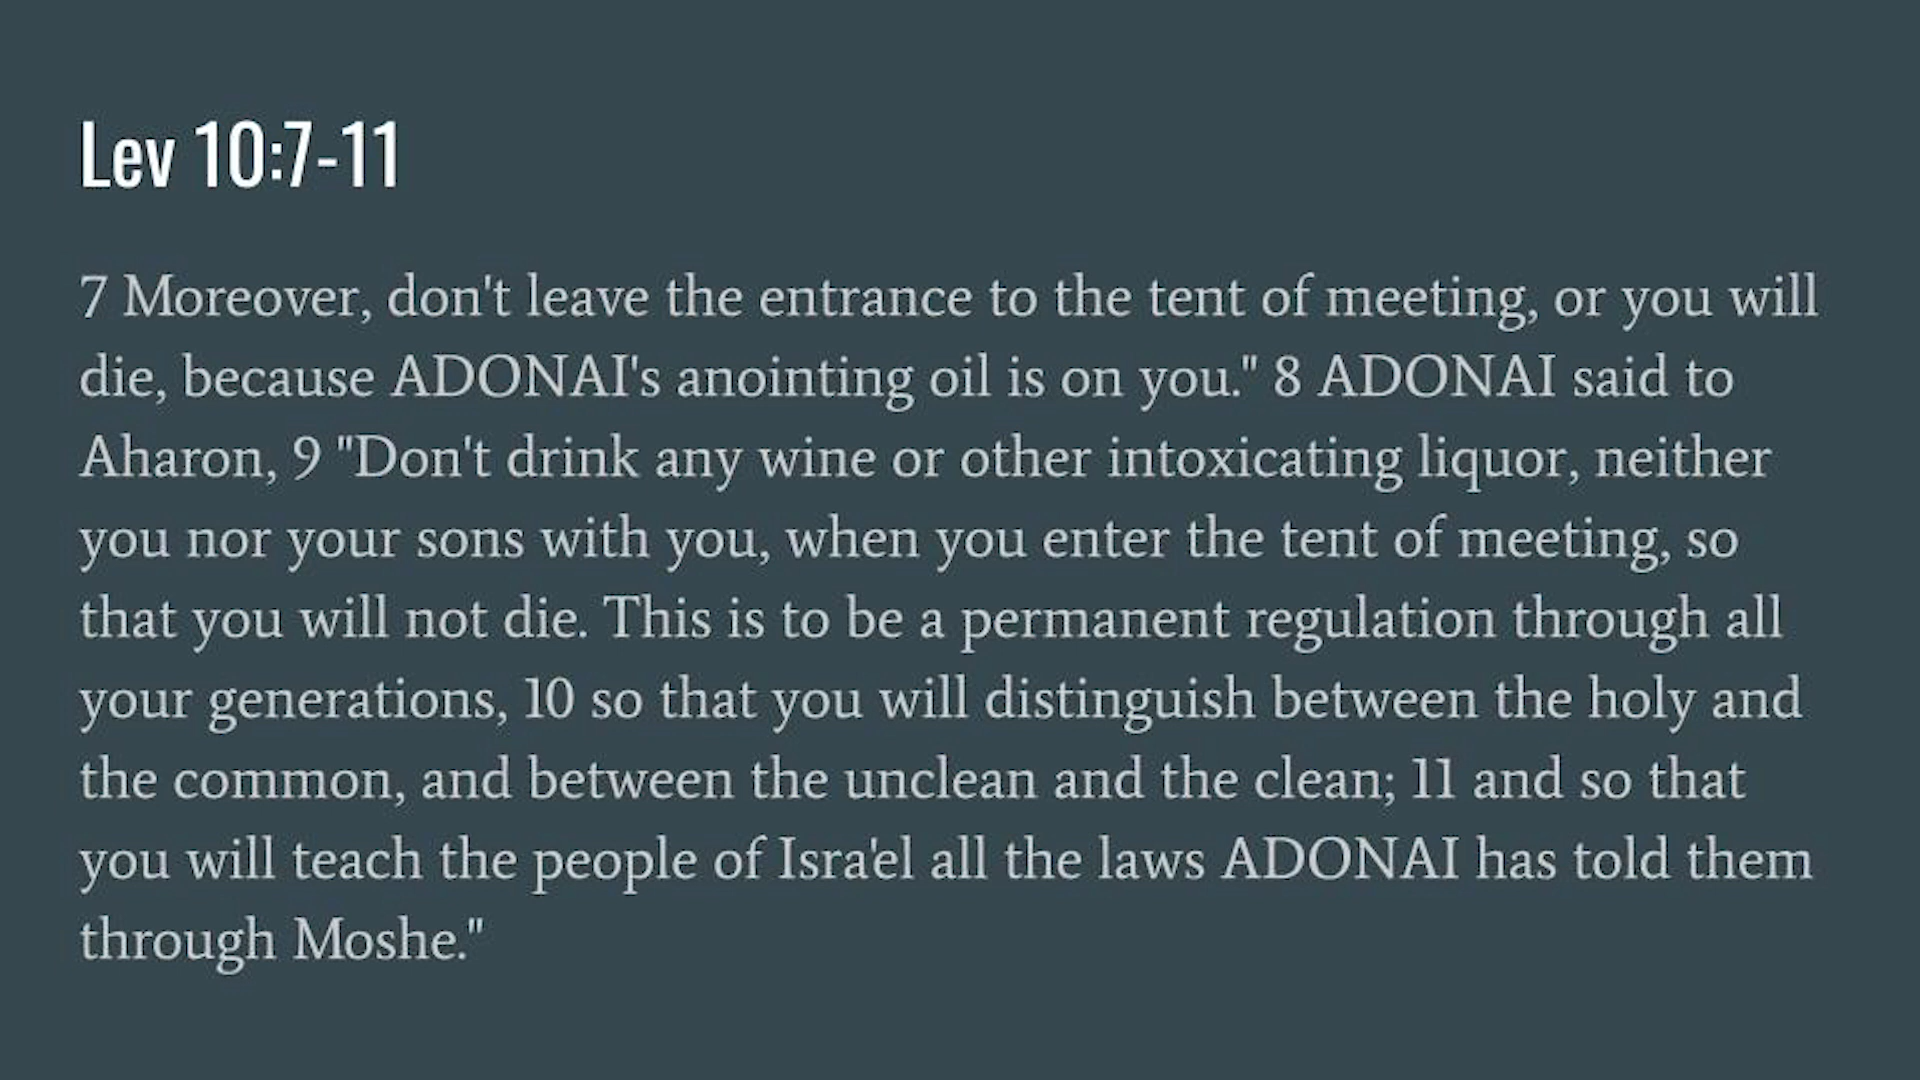 Lev 10:7-11
7 Moreover, don't leave the entrance to the tent of meeting, or you will
die, because ADONAI's anointing oil is on you." 8 ADONAI said to
Aharon, 9 "Don't drink any wine or other intoxicating liquor, neither
you nor your sons with you, when you enter the tent of meeting, so
that you will not die. This is to be a permanent regulation through all
your generations, 10 so that you will distinguish between the holy and
the common, and between the unclean and the clean; 11 and so that
you will teach the people of Isra'el all the laws ADONAI has told them
through Moshe."